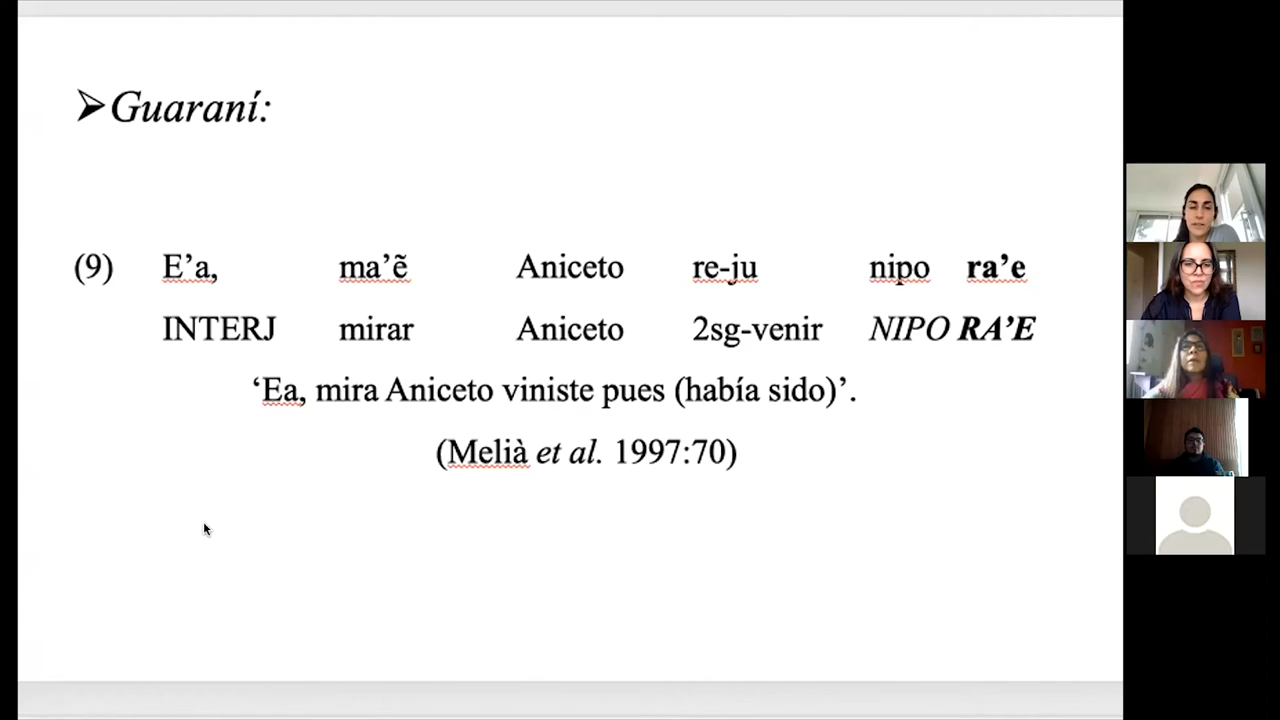 ➢Guaraní:
(9) E’a, ma’ẽ Aniceto re-ju nipo ra’e
INTERJ mirar Aniceto 2sg-venir NIPO RA’E
‘Ea, mira Aniceto viniste pues (había sido)’.
(Melià et al. 1997:70)